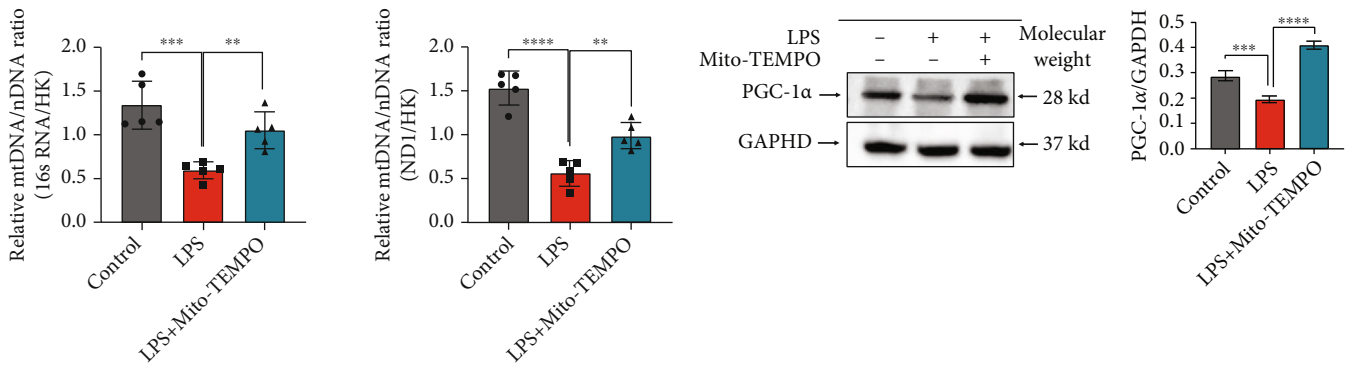 Relative mtDNA/nDNA ratio
(16s RNA/HK)
2.0
1.5
1.0
0.5
0.0
***
**
Control
LPS
LPS+Mito-TEMPO
Relative mtDNA/nDNA ratio
(ND1/HK)
2.0
1.5
1.0
0.5
0.0
****
**
Control
LPS
LPS+Mito-TEMPO
LPS – + + Molecular
Mito-TEMPO – – + weight
PGC-1α 28 kd
GAPHD 37 kd
PGC-1α/GAPDH
0.5
0.4
0.3
0.2
0.1
0.0
***
****
Control
LPS
LPS+Mito-TEMPO